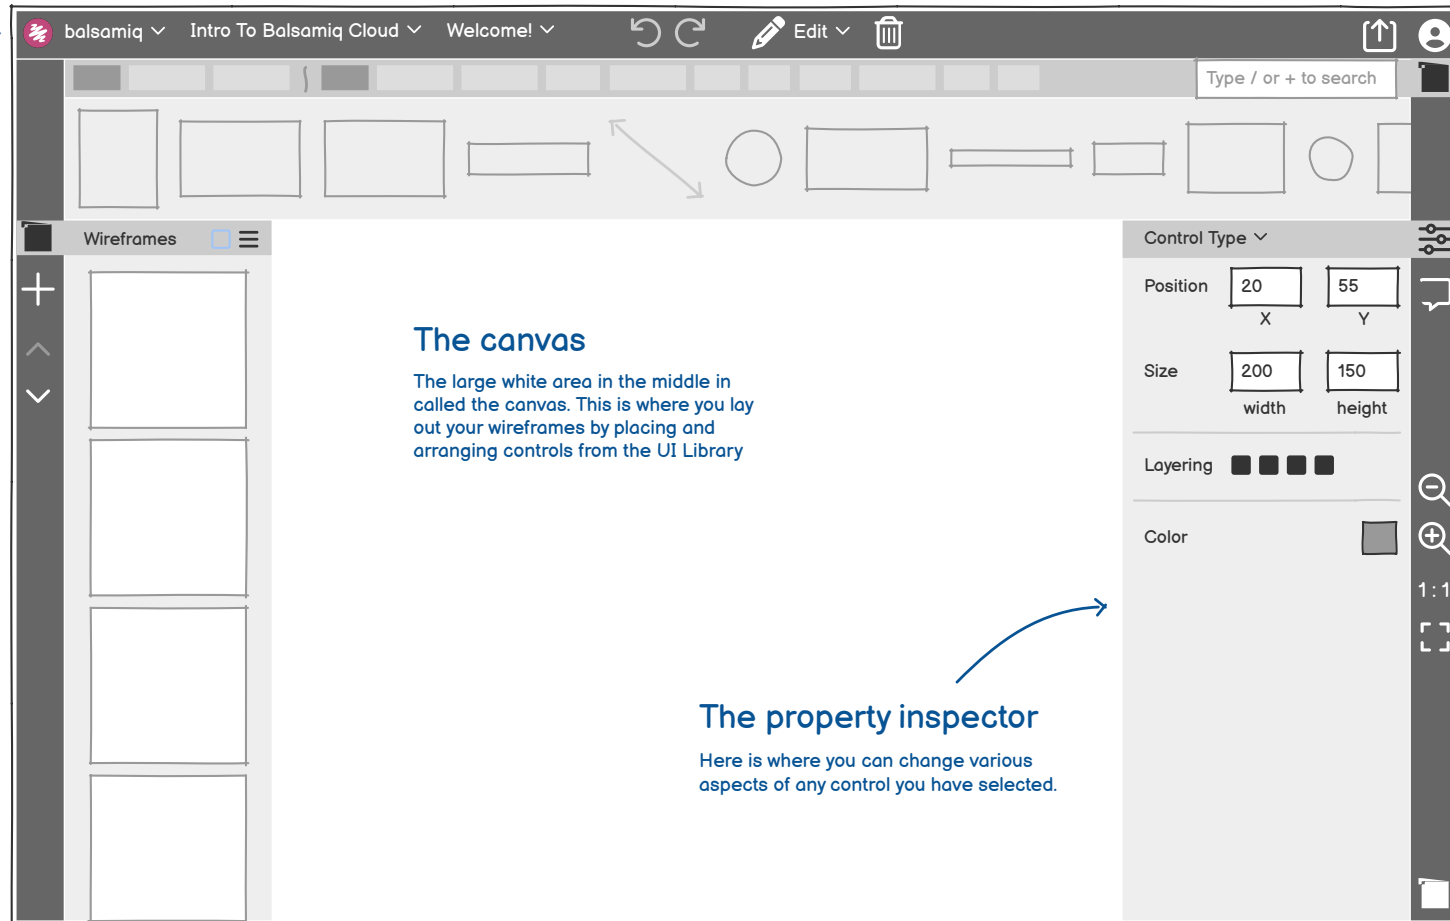 balsamiq Intro To Balsamiq Cloud Welcome! Edit
Type / or + to search
Wireframes
Control Type
Position 20 55
X Y
Size 200 150
width height
Layering
Color
1 : 1
The canvas
The large white area in the middle in
called the canvas. This is where you lay
out your wireframes by placing and
arranging controls from the UI Library
The property inspector
Here is where you can change various
aspects of any control you have selected.